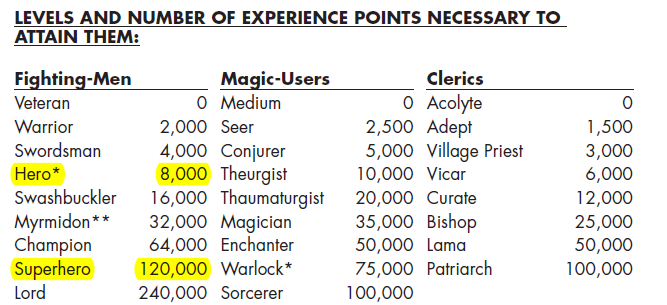 LEVELS AND NUMBER OF EXPERIENCE POINTS NECESSARY TO
ATTAIN THEM:
Fighting-Men Magic-Users Clerics
Veteran 0 Medium 0 Acolyte 0
Warrior 2,000 Seer 2,500 Adept 1,500
Swordsman 4,000 Conjurer 5,000 Village Priest 3,000
Hero* 8,000 Theurgist 10,000 Vicar 6,000
Swashbuckler 16,000 Thaumaturgist 20,000 Curate 12,000
Myrmidon** 32,000 Magician 35,000 Bishop 25,000
Champion 64,000 Enchanter 50,000 Lama 50,000
Superhero 120,000 Warlock* 75,000 Patriarch 100,000
Lord 240,000 Sorcerer 100,000